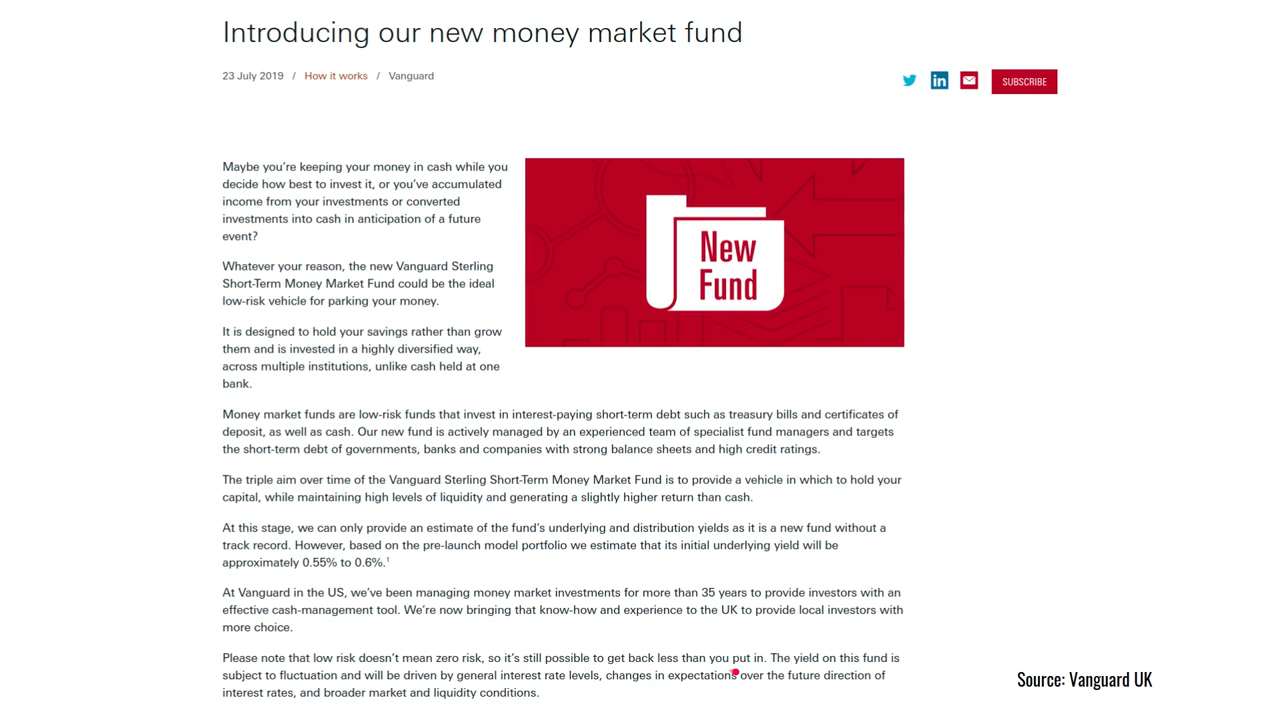 Introducing our new money market fund
23 July 2019 / How it works / Vanguard
in
SUBSCRIBE
Maybe you're keeping your money in cash while you
decide how best to invest it, or you've accumulated
income from your investments or converted
investments into cash in anticipation of a future
event?
New
Fund
Whatever your reason, the new Vanguard Sterling
Short-Term Money Market Fund could be the ideal
low-risk vehicle for parking your money.
It is designed to hold your savings rather than grow
them and is invested in a highly diversified way,
across multiple institutions, unlike cash held at one
bank.
Money market funds are low-risk funds that invest in interest-paying short-term debt such as treasury bills and certificates of
deposit, as well as cash. Our new fund is actively managed by an experienced team of specialist fund managers and targets
the short-term debt of governments, banks and companies with strong balance sheets and high credit ratings.
The triple aim over time of the Vanguard Sterling Short-Term Money Market Fund is to provide a vehicle in which to hold your
capital, while maintaining high levels of liquidity and generating a slightly higher return than cash.
At this stage, we can only provide an estimate of the fund's underlying and distribution yields as it is a new fund without a
track record. However, based on the pre-launch model portfolio we estimate that its initial underlying yield will be
approximately 0.55% to 0.6%.¹
At Vanguard in the US, we've been managing money market investments for more than 35 years to provide investors with an
effective cash-management tool. We're now bringing that know-how and experience to the UK to provide local investors with
more choice.
Please note that low risk doesn't mean zero risk, so it's still possible to get back less than you put in. The yield on this fund is
subject to fluctuation and will be driven by general interest rate levels, changes in expectations over the future direction of
interest rates, and broader market and liquidity conditions.
Source: Vanguard UK